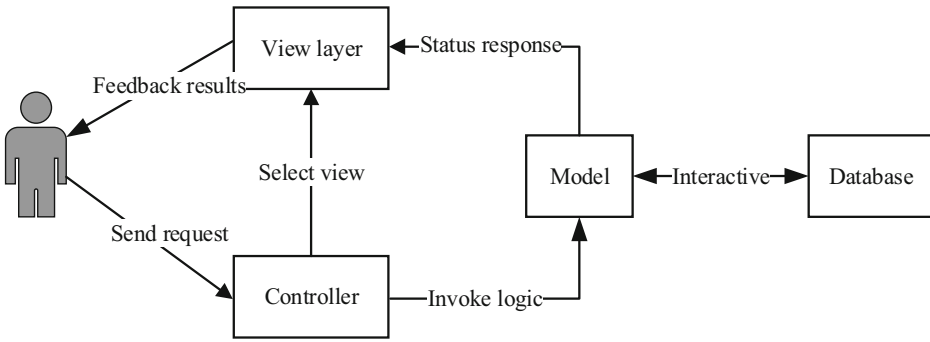 View layer
Status response
Feedback results
Select view
Model
Interactive
Database
Send request
Controller
Invoke logic